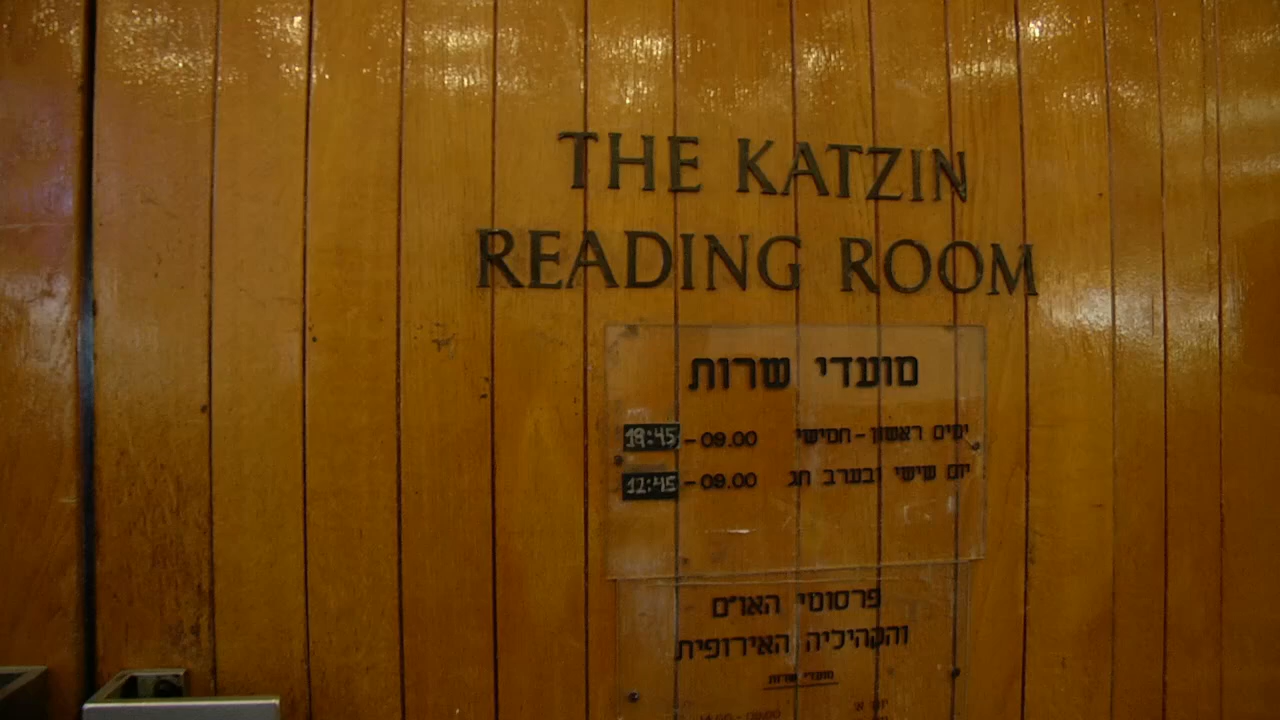 THE KATZIN
READING ROOM
מועדי שרות
ימים ראשון - חמישי 09.00 - 19:45
יום שישי ובערב חג 09.00 - 12:45
פרסומי האו"ם
והקהיליה האירופית
מועדי שרות